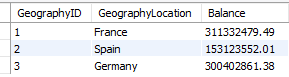 GeographyID GeographyLocation Balance
1 France 311332479.49
2 Spain 153123552.01
3 Germany 300402861.38